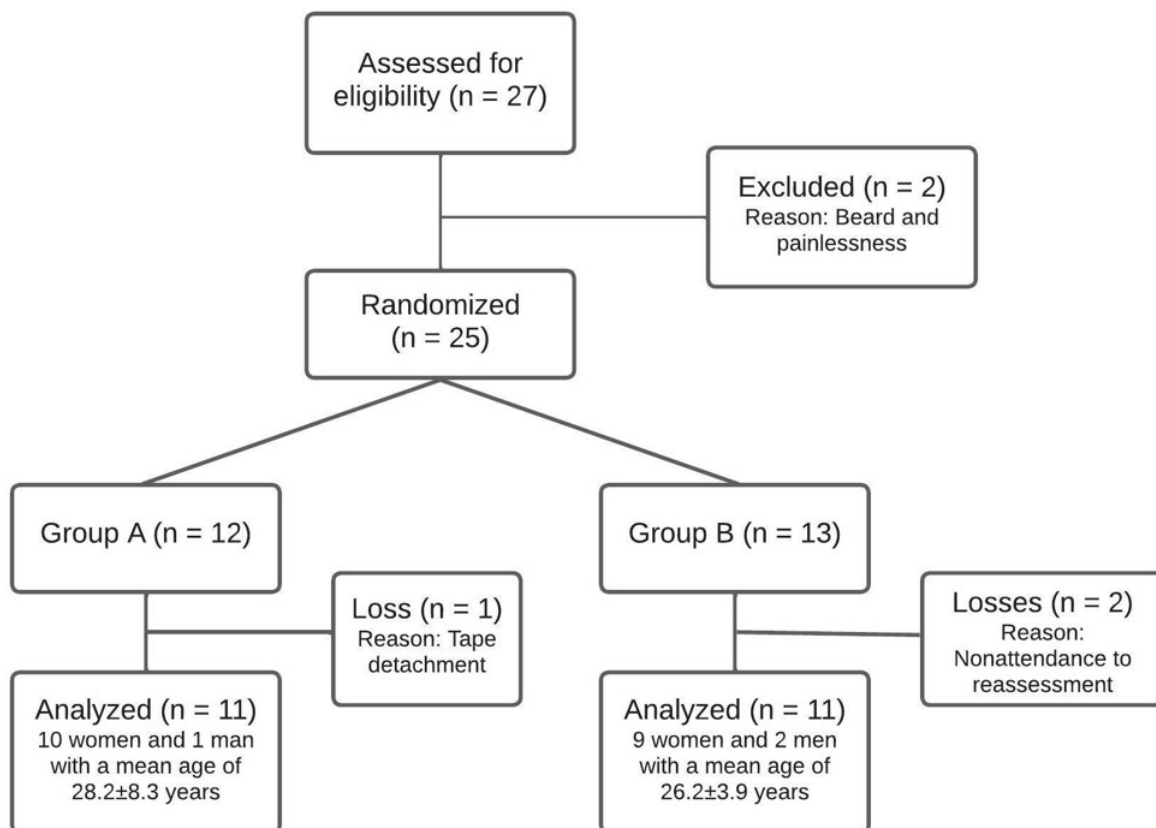 Assessed for
eligibility (n = 27)
Excluded (n = 2)
Reason: Beard and
painlessness
Randomized
(n = 25)
Group A (n = 12)
Group B (n = 13)
Loss (n = 1)
Reason: Tape
detachment
Losses (n = 2)
Reason:
Nonattendance to
reassessment
Analyzed (n = 11)
10 women and 1 man
with a mean age of
28.2±8.3 years
Analyzed (n = 11)
9 women and 2 men
with a mean age of
26.2±3.9 years